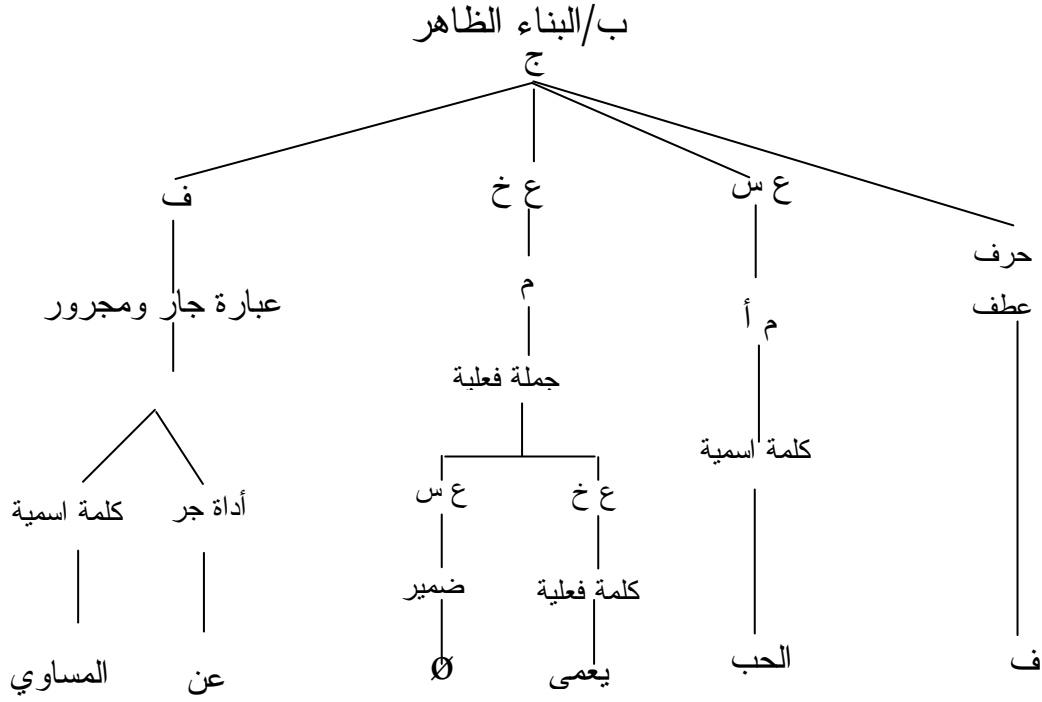 ب/البناء الظاهر
ج
ف
ع خ
ع س
حرف
عطف
عبارة جار ومجرور
م
م أ
جملة فعلية
كلمة اسمية
ع خ
ع س
أداة جر
كلمة اسمية
كلمة فعلية
ضمير
ف
الحب
يعمى
Ø
عن
المساوي